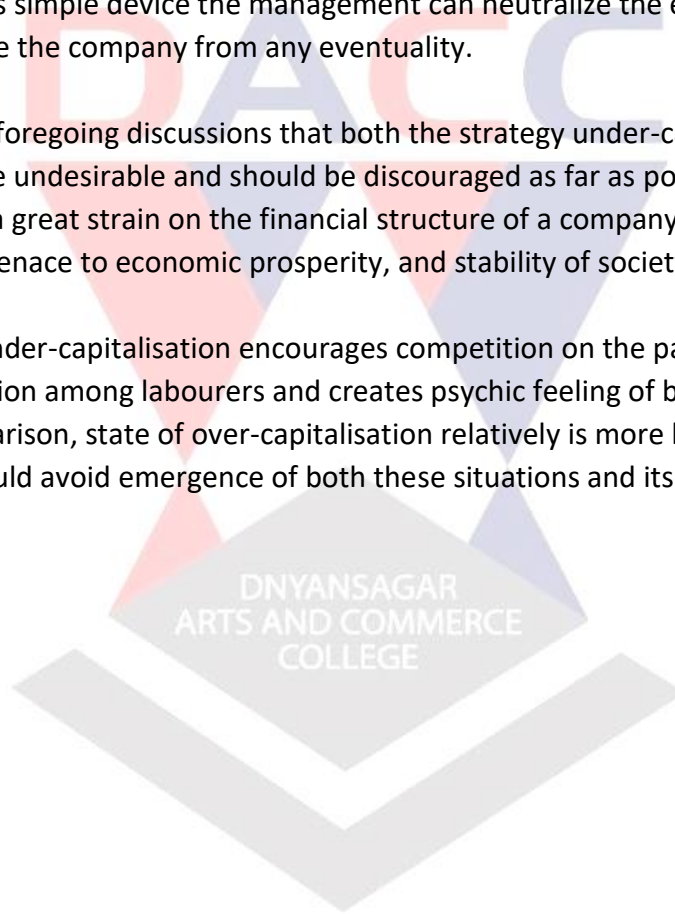 DACC
s simple device the management can neutralize the e
e the company from any eventuality.
foregoing discussions that both the strategy under-c
e undesirable and should be discouraged as far as po
great strain on the financial structure of a company
enace to economic prosperity, and stability of societ
der-capitalisation encourages competition on the pa
ion among labourers and creates psychic feeling of b
arison, state of over-capitalisation relatively is more
uld avoid emergence of both these situations and its
DNYANSAGAR
ARTS AND COMMERCE
COLLEGE